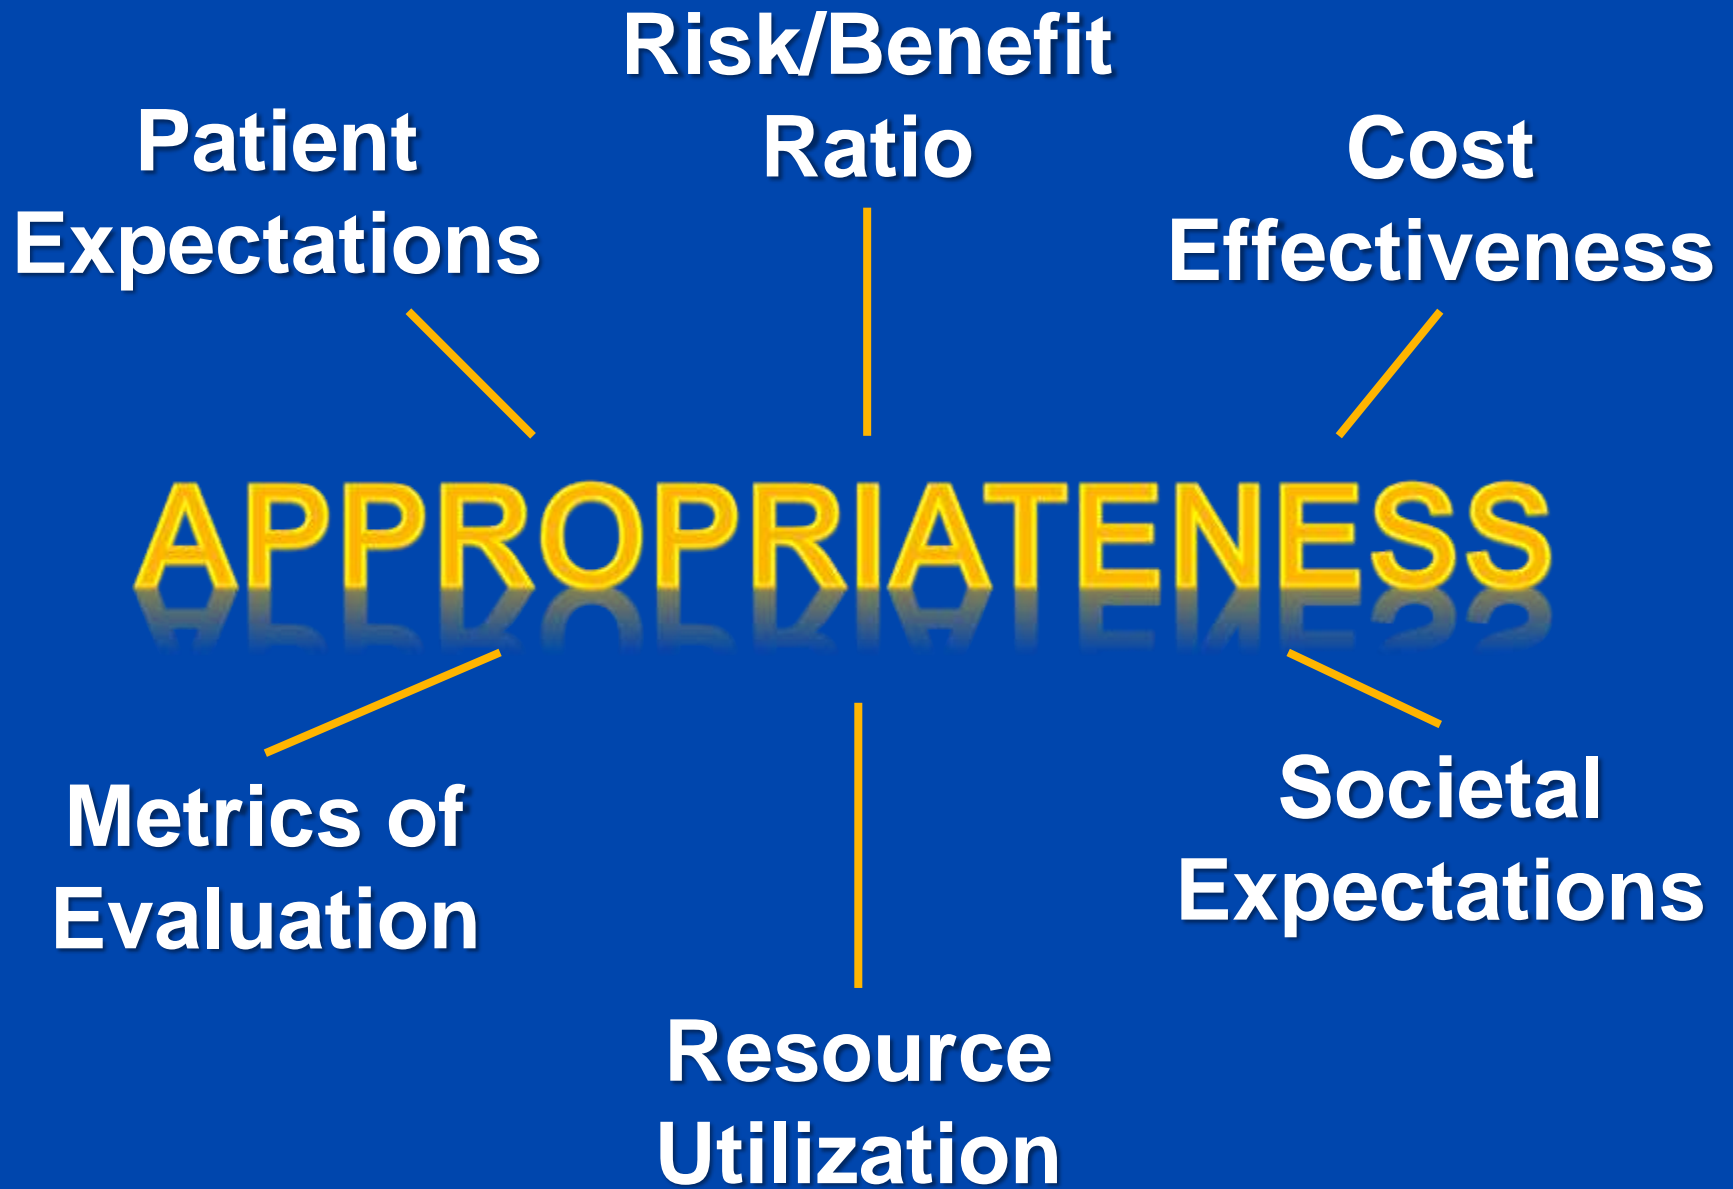 Risk/Benefit
Ratio
Patient
Expectations
Cost
Effectiveness
APPROPRIATENESS
Metrics of
Evaluation
Societal
Expectations
Resource
Utilization